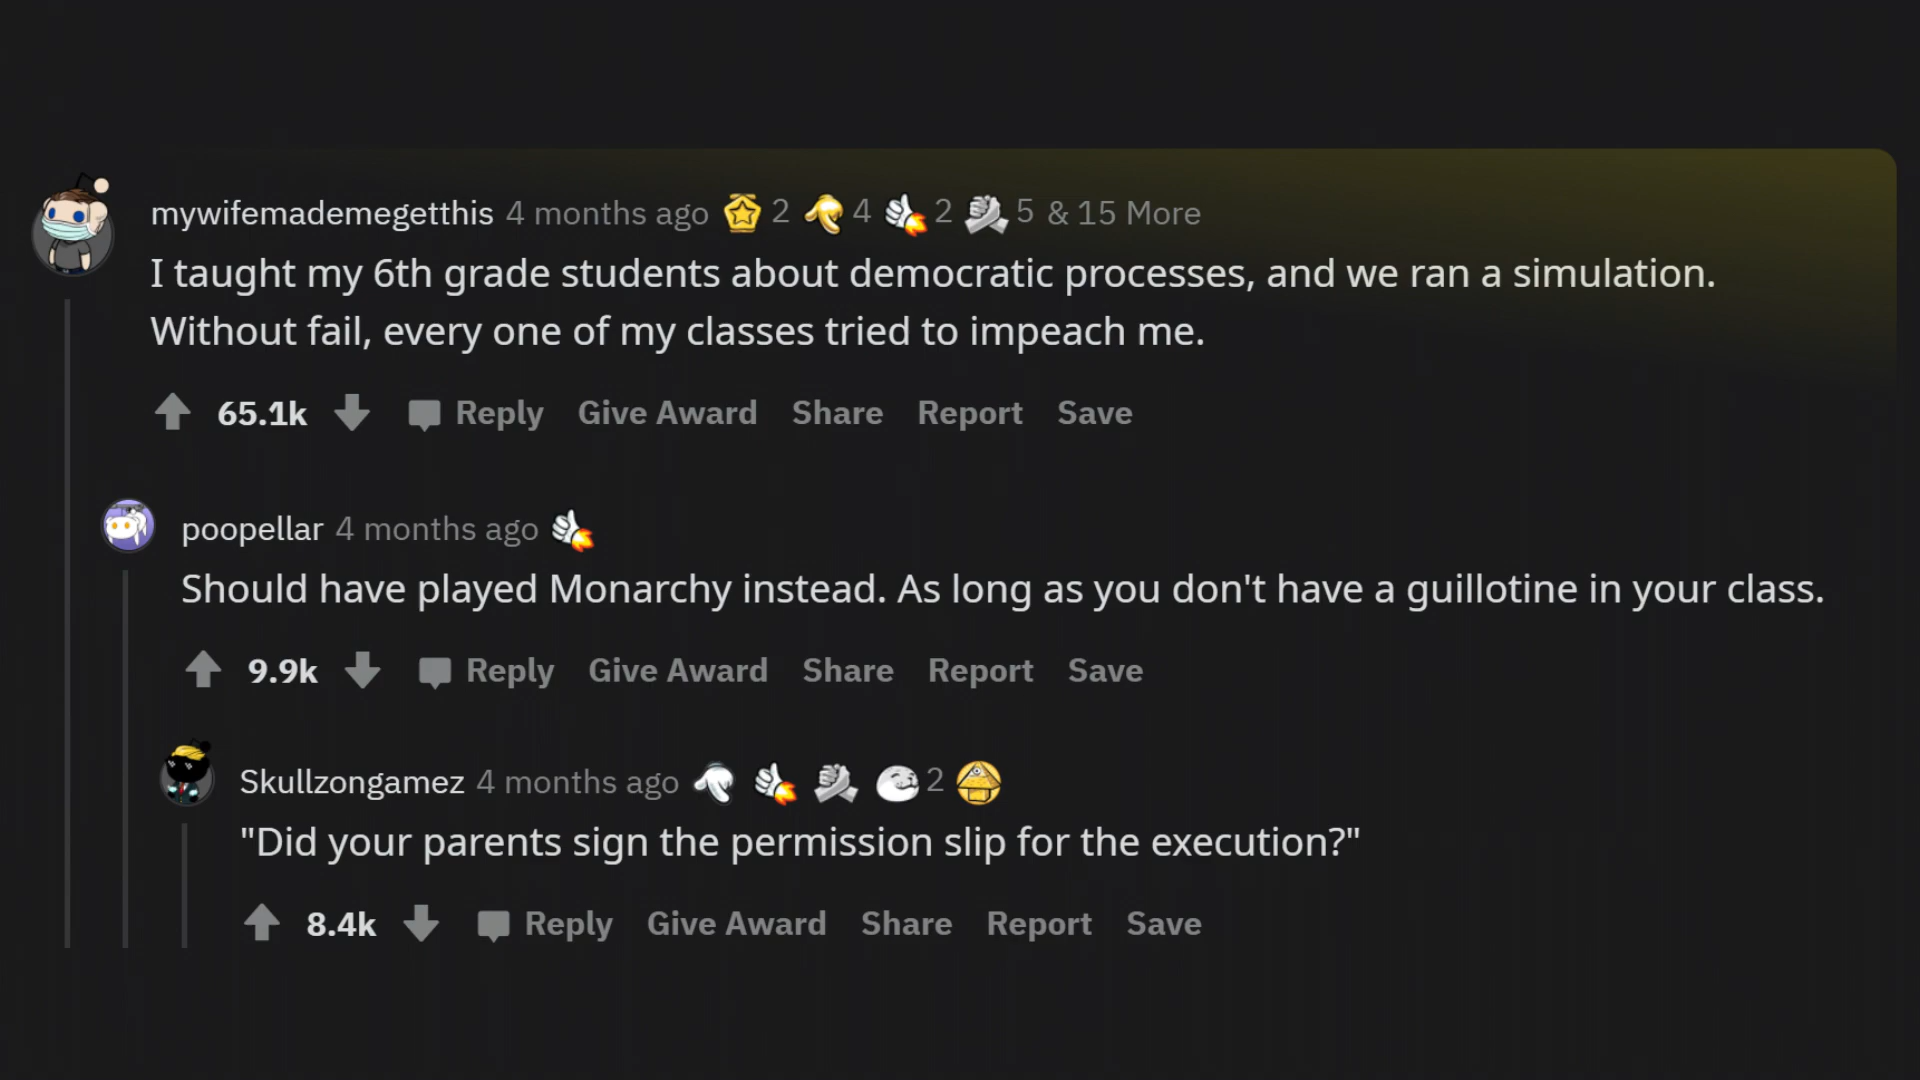 mywifemademegetthis 4 months ago 2 4 2 5 & 15 More
I taught my 6th grade students about democratic processes, and we ran a simulation.
Without fail, every one of my classes tried to impeach me.
65.1k Reply Give Award Share Report Save
poopellar 4 months ago
Should have played Monarchy instead. As long as you don't have a guillotine in your class.
9.9k Reply Give Award Share Report Save
Skullzongamez 4 months ago 2
"Did your parents sign the permission slip for the execution?"
8.4k Reply Give Award Share Report Save